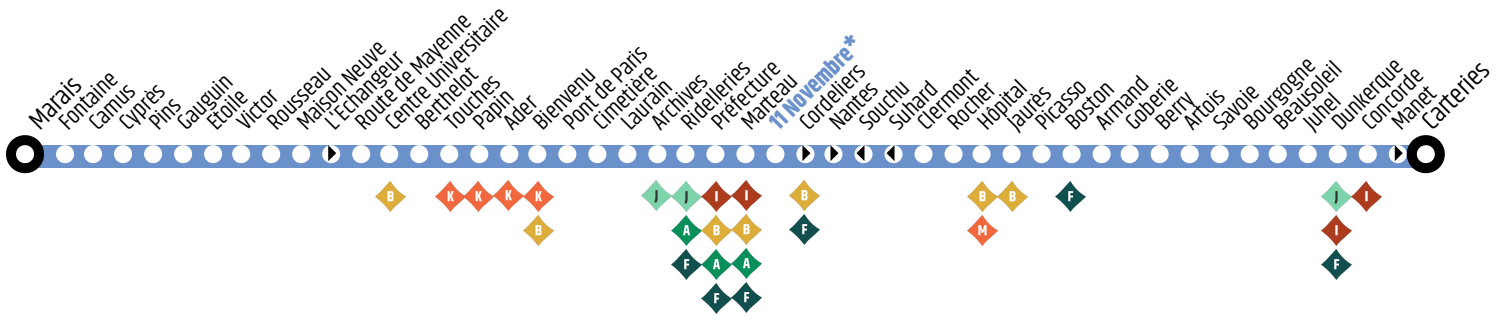 Marais
Fontaine
Camus
Cyprès
Pins
Gauguin
Etoile
Victor
Rousseau
Maison Neuve
L'Echangeur
Route de Mayenne
Centre Universitaire
Berthelot
Touches
Papin
Ader
Bienvenu
Pont de Paris
Cimetière
Laurain
Archives
Ridelleries
Préfecture
Matteau
11 Novembre*
Cordeliers
Nantes
Souchu
Suhard
Clermont
Rocher
Hôpital
Jaurès
Picasso
Boston
Armand
Goberie
Berry
Artois
Savoie
Bourgogne
Beausoleil
Juhel
Dunkerque
Concorde
Manet
Carteries
B K K K K J J I I B B B F J I
B A B B F M I
F A A F
F F